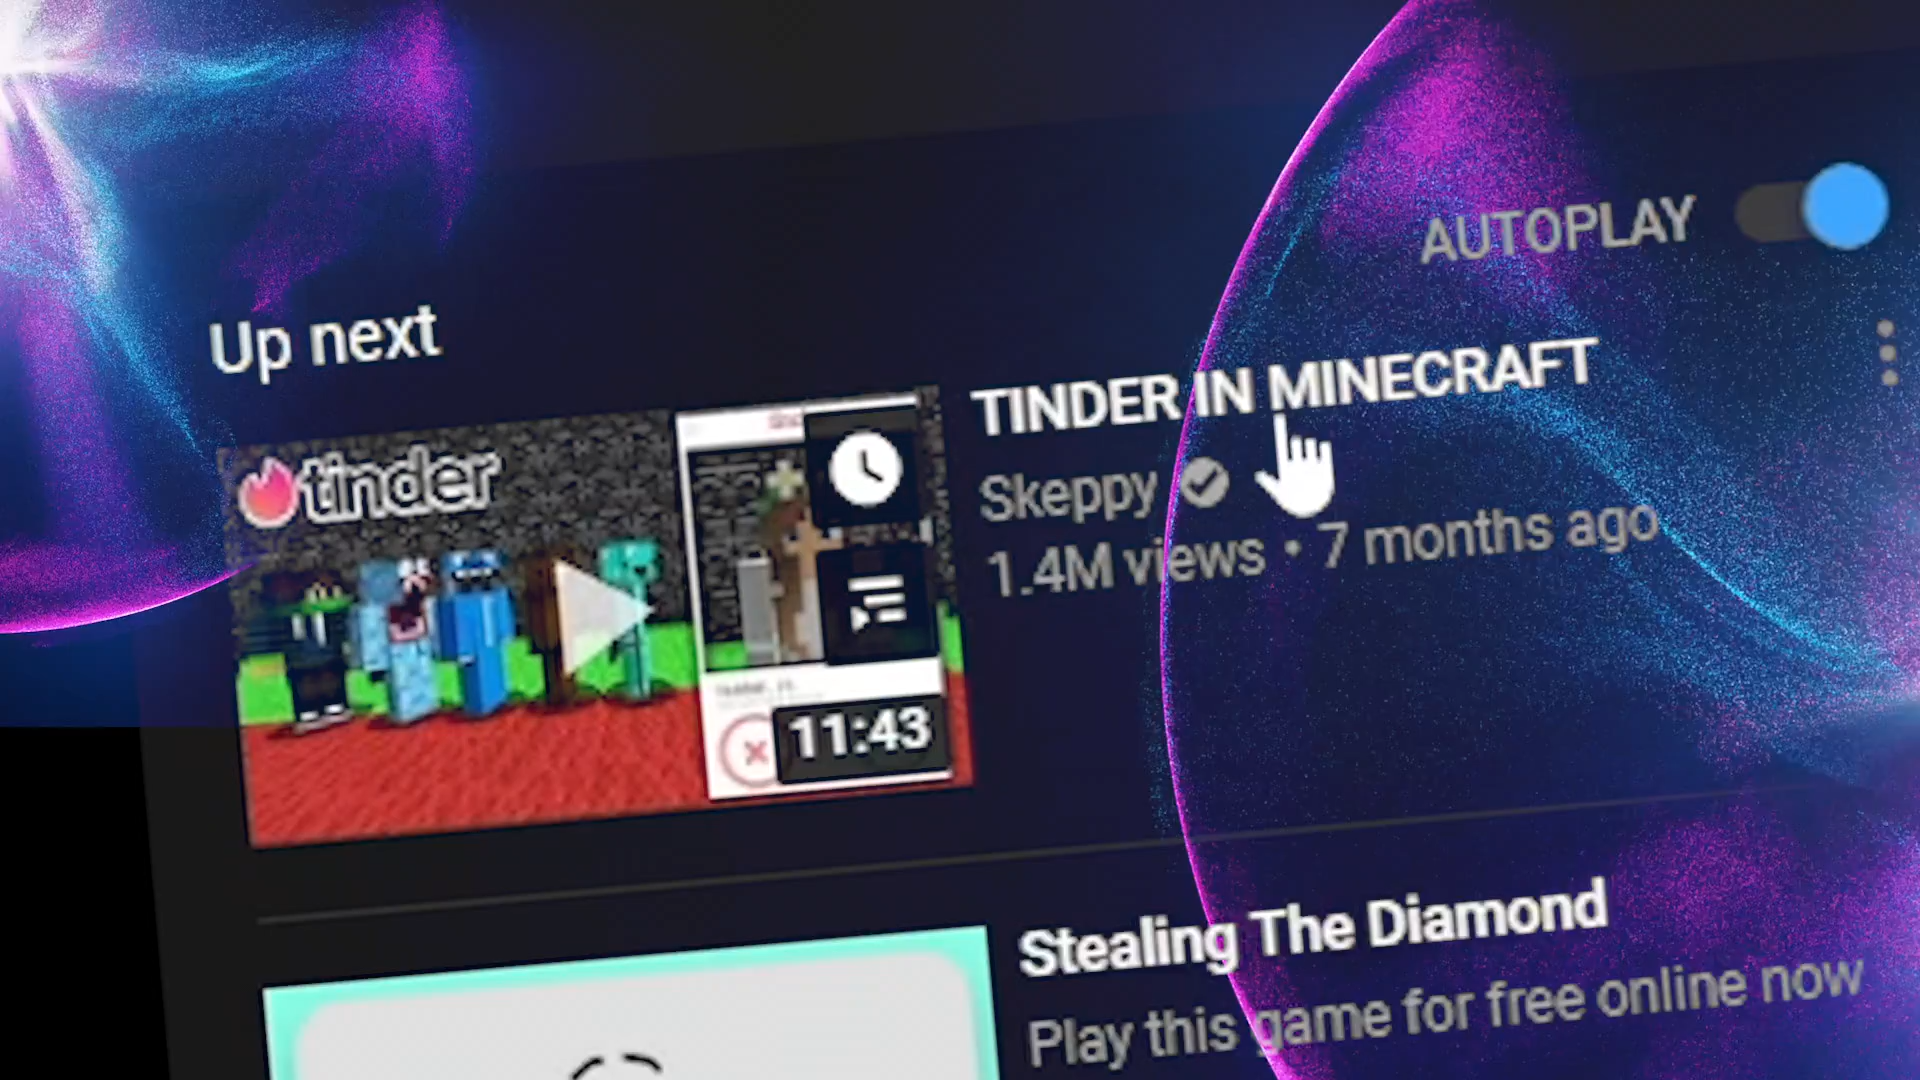 AUTOPLAY
Up next
tinder
11:43
TINDER IN MINECRAFT
Skeppy
1.4M views • 7 months ago
Stealing The Diamond
Play this game for free online now